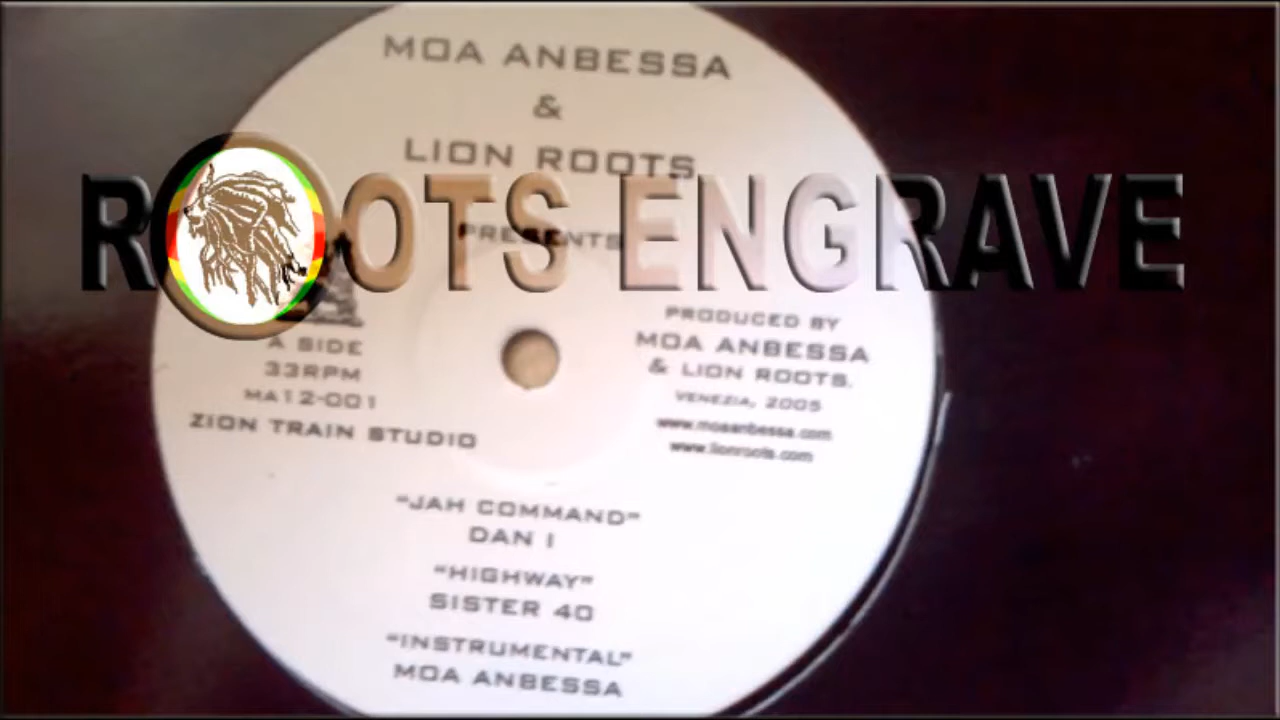 MOA ANBESSA
&
LION ROOTS
ROOTS ENGRAVE
PRESENTS
A SIDE
33RPM
MA12-001
ZION TRAIN STUDIO
PRODUCED BY
MOA ANBESSA
& LION ROOTS.
VENEZIA, 2005
www.moaanbessa.com
www.lionroots.com
"JAH COMMAND"
DAN I
"HIGHWAY"
SISTER 40
"INSTRUMENTAL"
MOA ANBESSA